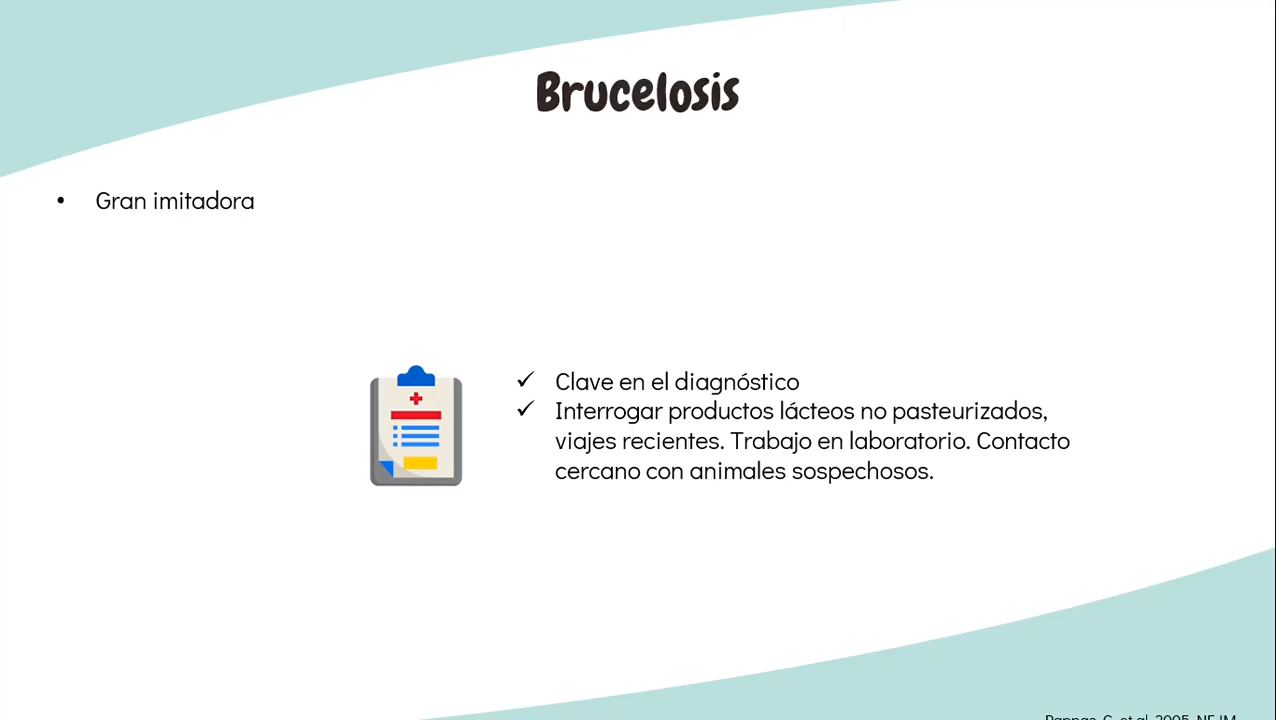 Brucelosis
• Gran imitadora
✓ Clave en el diagnóstico
✓ Interrogar productos lácteos no pasteurizados,
viajes recientes. Trabajo en laboratorio. Contacto
cercano con animales sospechosos.
Pappas, G, et al. 2005. NEJM